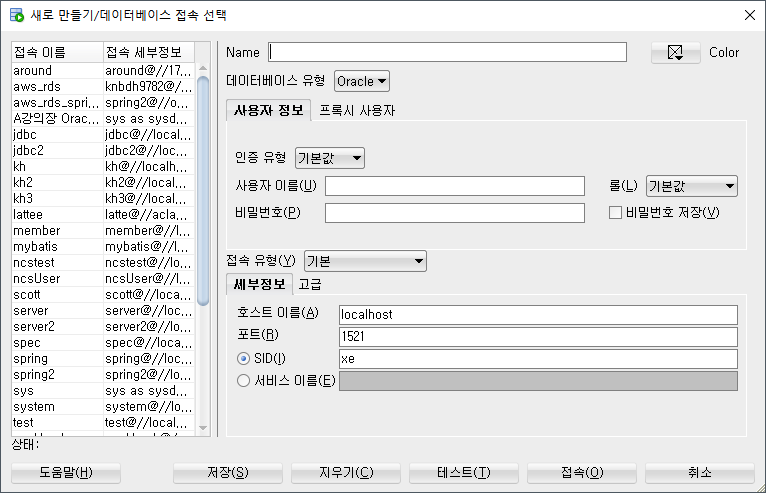 새로 만들기/데이터베이스 접속 선택
접속 이름 접속 세부정보
around around@//17...
aws_rds knbdh9782@/...
aws_rds_spri... spring2@//o...
A강의장 Orac... sys as sysd...
jdbc jdbc@//local...
jdbc2 jdbc2@//loc...
kh kh@//localh...
kh2 kh2@//local...
kh3 kh3@//local...
lattee latte@//acla...
member member@//l...
mybatis mybatis@//lo...
ncstest ncstest@//lo...
ncsUser ncsUser@//l...
scott scott@//loca...
server server@//loc...
server2 server2@//lo...
spec spec@//loca...
spring spring@//loc...
spring2 spring2@//lo...
sys sys as sysd...
system system@//lo...
test test@//local...
Name
Color
데이터베이스 유형 Oracle
사용자 정보 프록시 사용자
인증 유형 기본값
사용자 이름(U) 롤(L) 기본값
비밀번호(P) 비밀번호 저장(V)
접속 유형(Y) 기본
세부정보 고급
호스트 이름(A) localhost
포트(R) 1521
SID(I) xe
서비스 이름(E)
상태:
도움말(H) 저장(S) 지우기(C) 테스트(T) 접속(O) 취소